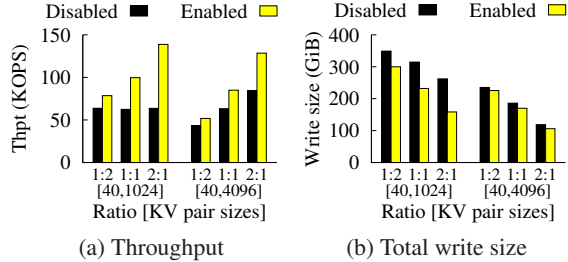 Disabled Enabled
Thpt (KOPS)
150
100
50
0
1:2 1:1 2:1 1:2 1:1 2:1
[40,1024] [40,4096]
Ratio [KV pair sizes]
(a) Throughput
Disabled Enabled
Write size (GiB)
400
300
200
100
0
1:2 1:1 2:1 1:2 1:1 2:1
[40,1024] [40,4096]
Ratio [KV pair sizes]
(b) Total write size